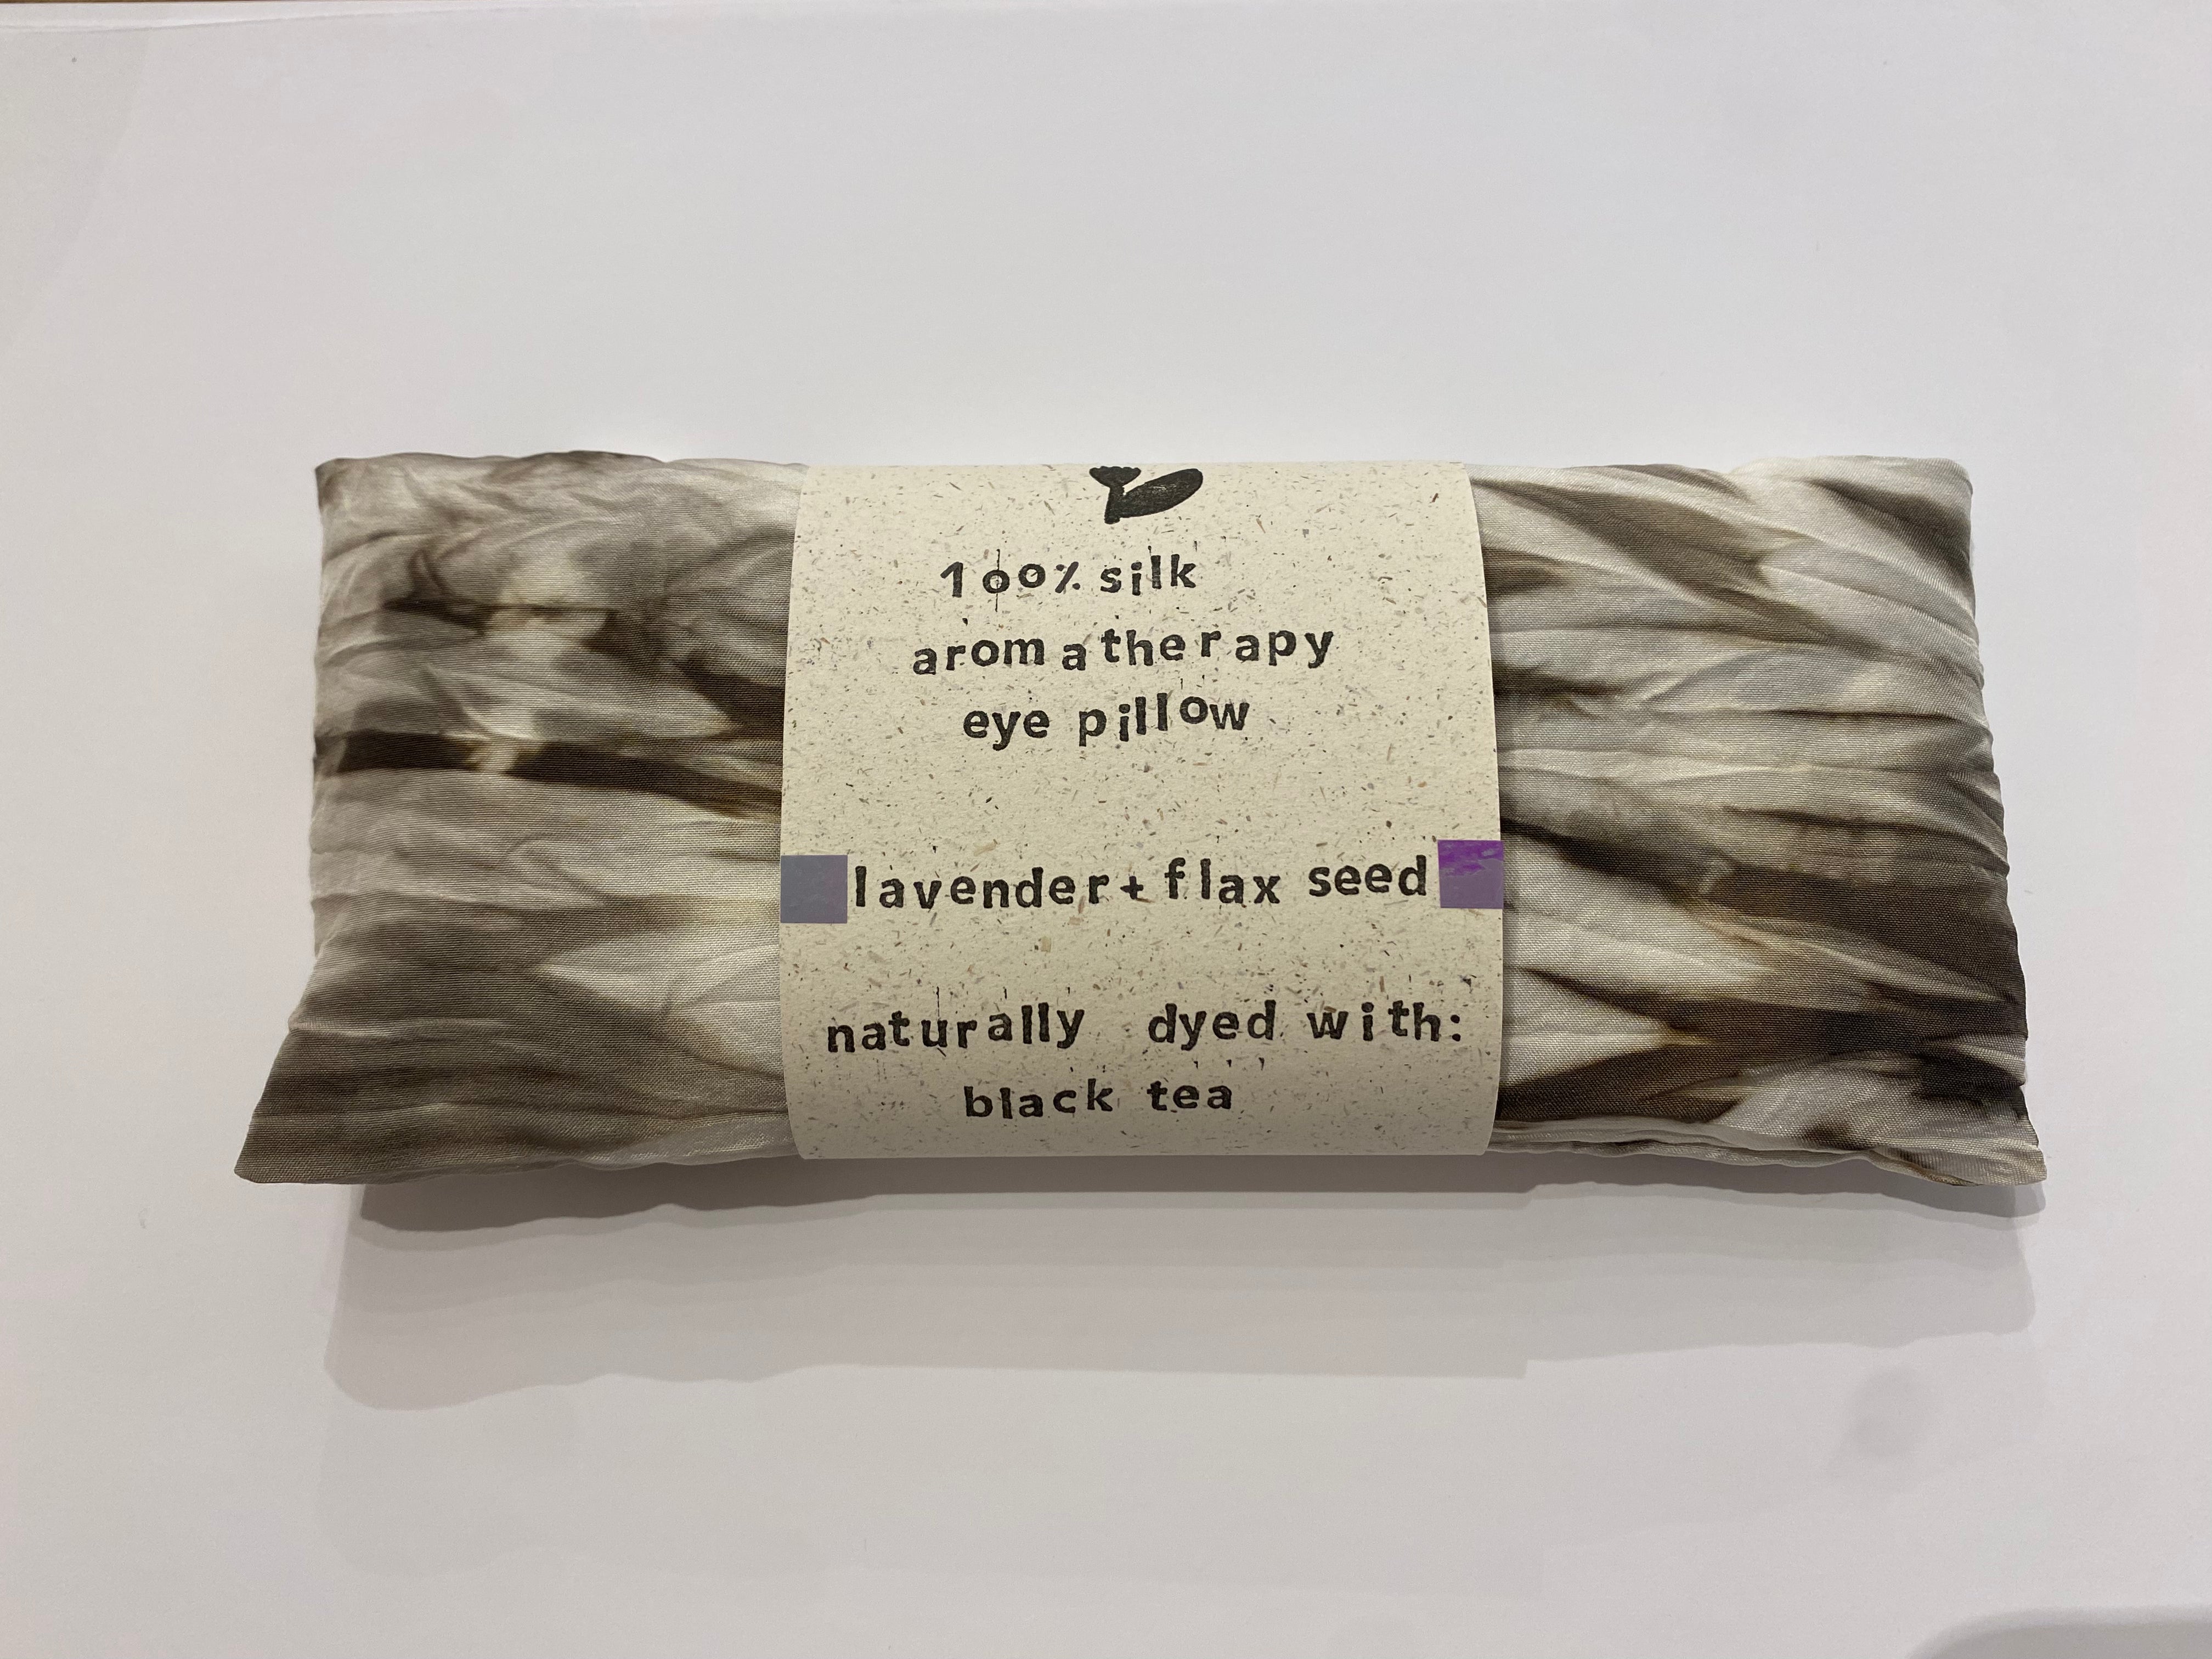 100% silk
aromatherapy
eye pillow
lavender + flax seed
naturally dyed with:
black tea